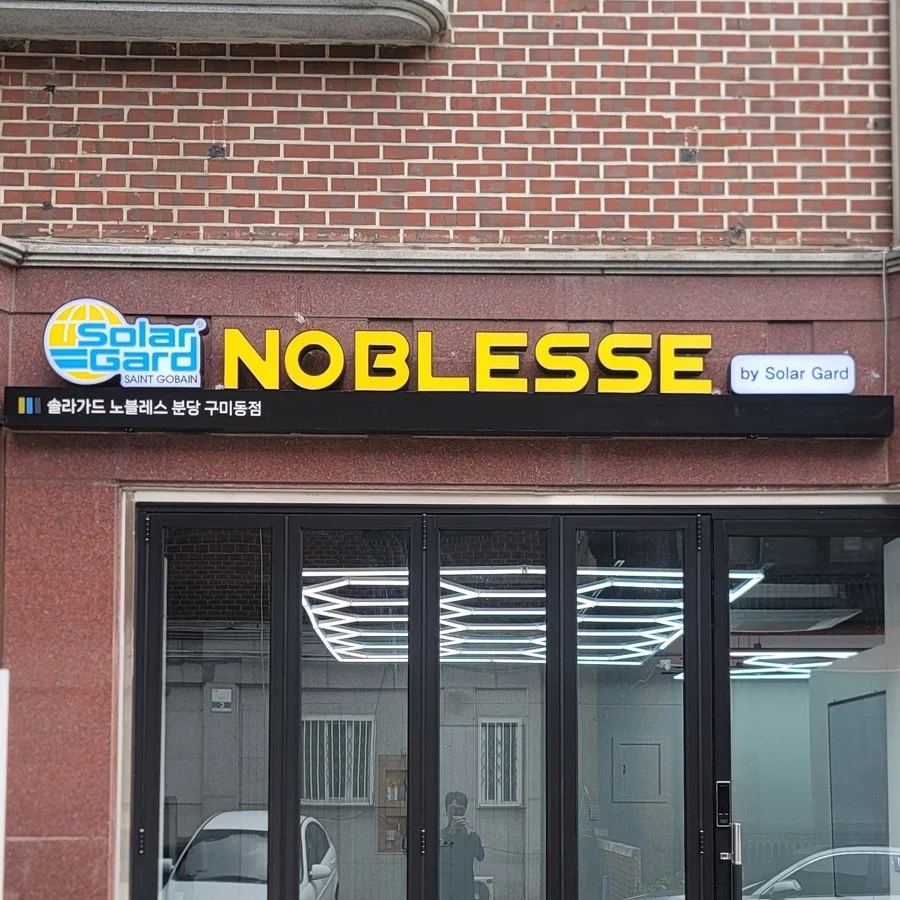 Solar Gard®
SAINT GOBAIN
NOBLESSE
by Solar Gard
솔라가드 노블레스 분당 구미동점